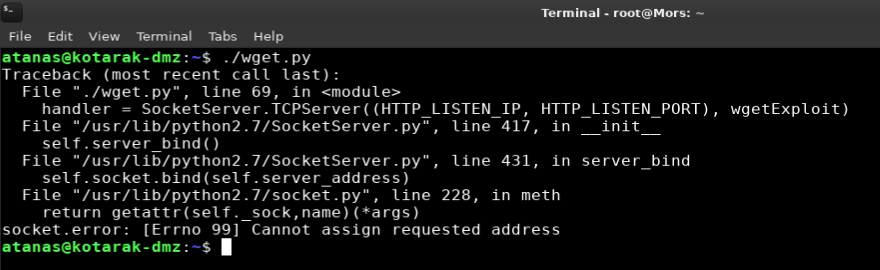 Terminal - root@Mors: ~
File Edit View Terminal Tabs Help
atanas@kotarak-dmz:~$ ./wget.py
Traceback (most recent call last):
  File "./wget.py", line 69, in <module>
    handler = SocketServer.TCPServer((HTTP_LISTEN_IP, HTTP_LISTEN_PORT), wgetExploit)
  File "/usr/lib/python2.7/SocketServer.py", line 417, in __init__
    self.server_bind()
  File "/usr/lib/python2.7/SocketServer.py", line 431, in server_bind
    self.socket.bind(self.server_address)
  File "/usr/lib/python2.7/socket.py", line 228, in meth
    return getattr(self._sock,name)(*args)
socket.error: [Errno 99] Cannot assign requested address
atanas@kotarak-dmz:~$